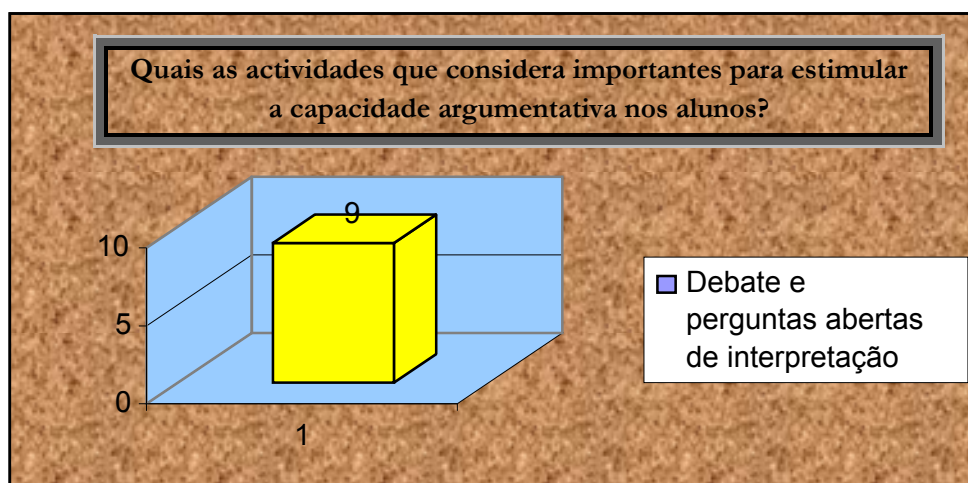 Quais as actividades que considera importantes para estimular
a capacidade argumentativa nos alunos?
9
10
5
0
1
Debate e
perguntas abertas
de interpretação